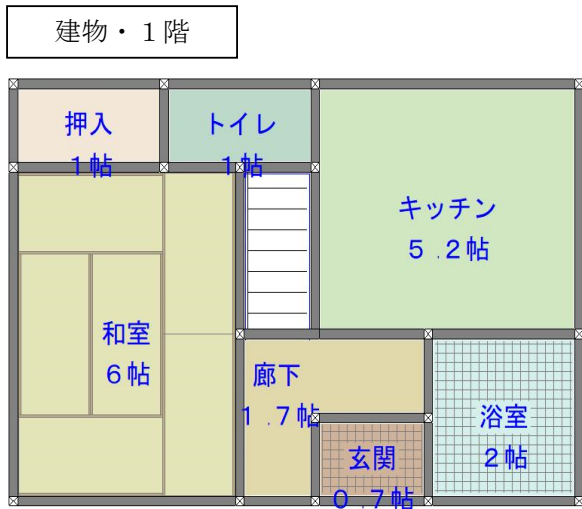 建物・１階
押入
１帖
トイレ
１帖
キッチン
５.２帖
和室
６帖
廊下
１.７帖
浴室
２帖
玄関
０.７帖